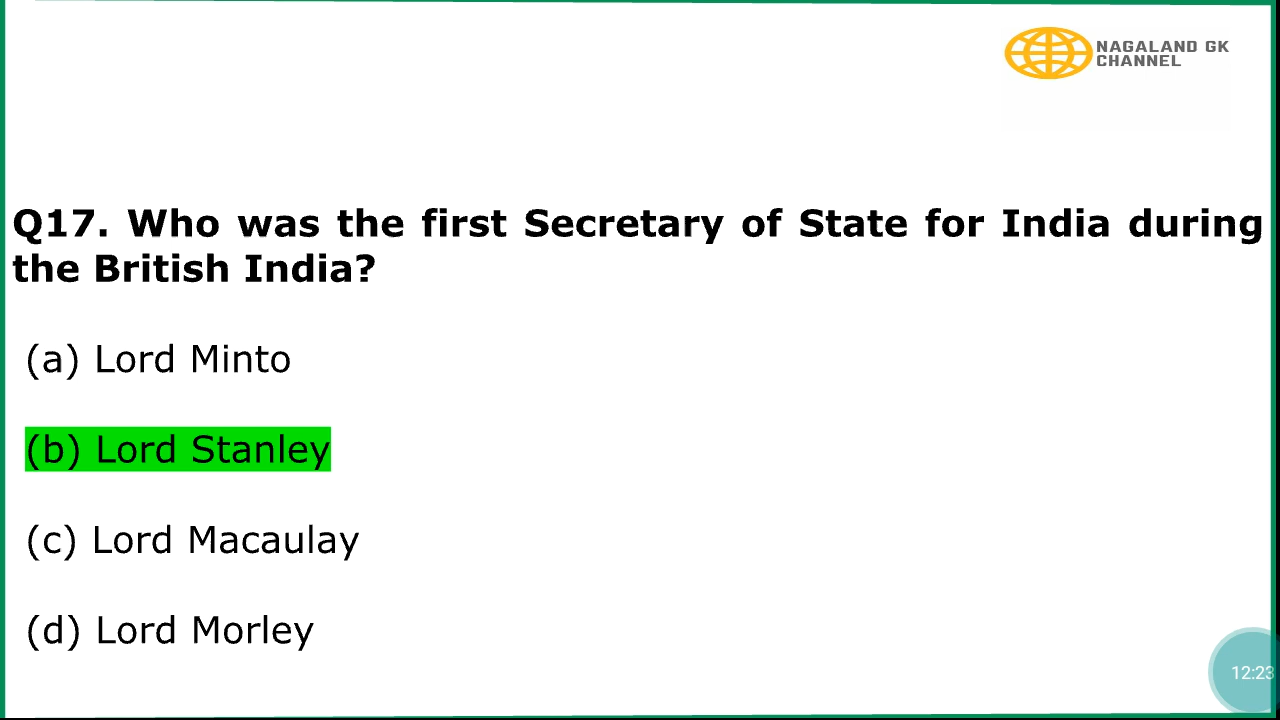 NAGALAND GK
CHANNEL
Q17. Who was the first Secretary of State for India during
the British India?
(a) Lord Minto
(b) Lord Stanley
(c) Lord Macaulay
(d) Lord Morley
12:23